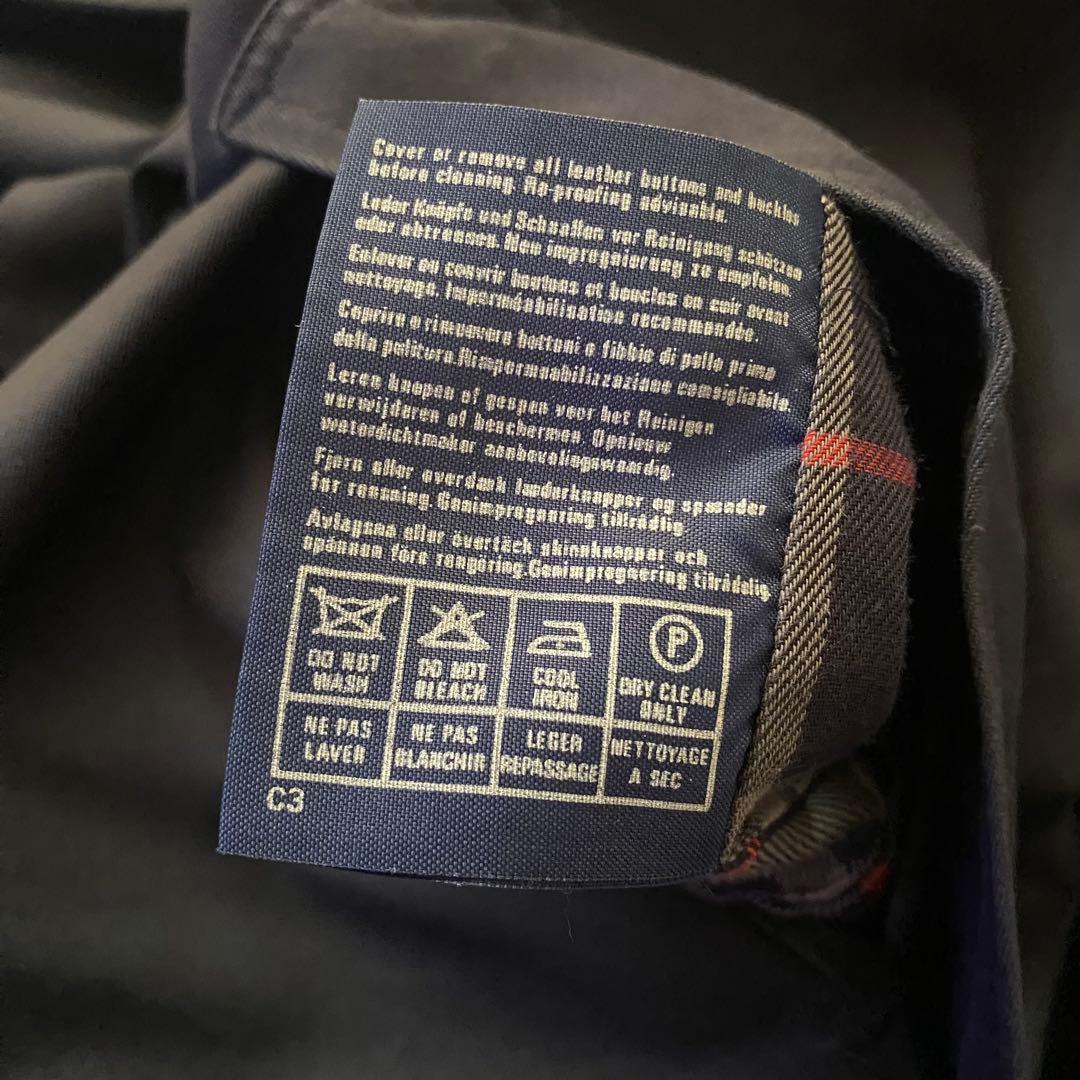 Cover or remove all leather buttons and buckles
before cleaning. Re-proofing advisable.
Leder Knöpfe und Schnallen vor Reinigung schützen
oder abtrennen. Neu impregnierung zu empfehlen
Enlever ou couvrir boutons et boucles en cuir avant
nettoyage. Imperméabilisation recommandée.
Coprire o rimuovere bottoni e fibbie di pelle prima
della pulitura. Rimpermeabilizzazione consigliabile.
Leren knopen of gespen voor het Reinigen
verwijderen of beschermen. Opnieuw
waterdichtmaken aanbevelingswaardig.
Fjern eller overdæk læderknapper og spænder
før rensning. Genimprægnering tilrådlig
Avlägsna eller övertäck skinnknappar och
spännen före rengöring. Genimpregnering tillrådlig
DO NOT
WASH
DO NOT
BLEACH
COOL
IRON
P
DRY CLEAN
ONLY
NE PAS
LAVER
NE PAS
BLANCHIR
LEGER
REPASSAGE
NETTOYAGE
A SEC
C3